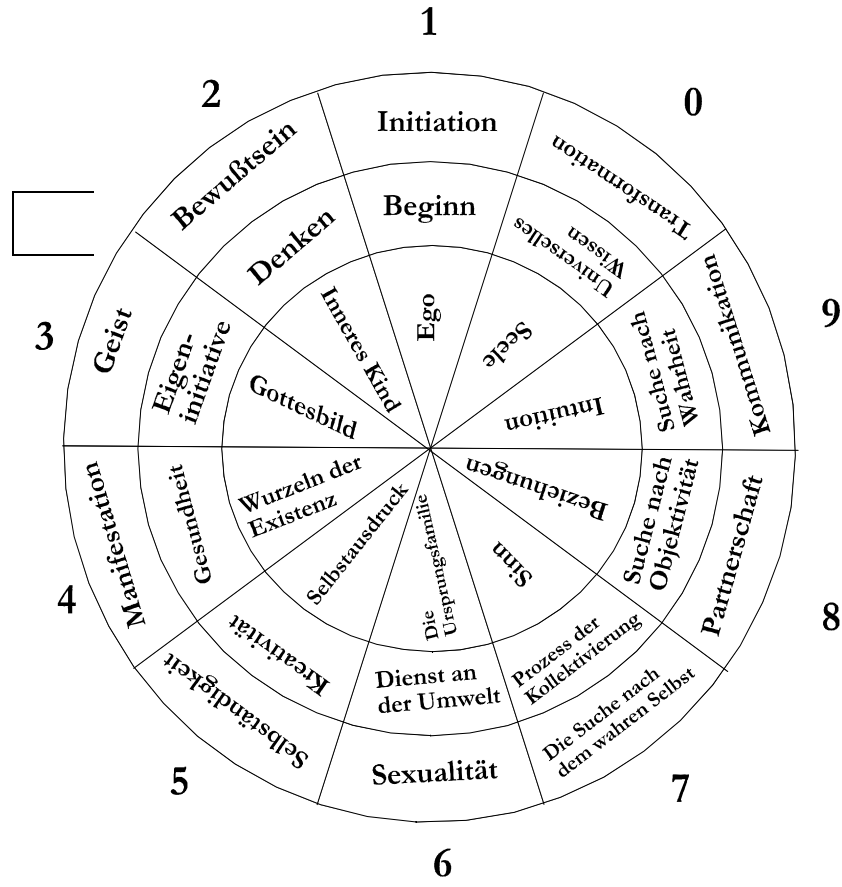 1
Initiation
Beginn
Ego
2
Bewußtsein
Denken
Inneres Kind
3
Geist
Eigen-
initiative
Gottesbild
4
Manifestation
Gesundheit
Wurzeln der
Existenz
5
Selbständigkeit
Kreativität
Selbstausdruck
6
Sexualität
Dienst an
der Umwelt
Die
Ursprungsfamilie
7
Die Suche nach
dem wahren Selbst
Prozess der
Kollektivierung
Sinn
8
Partnerschaft
Suche nach
Objektivität
Beziehungen
9
Kommunikation
Suche nach
Wahrheit
Intuition
0
Transformation
Universelles
Wissen
Seele